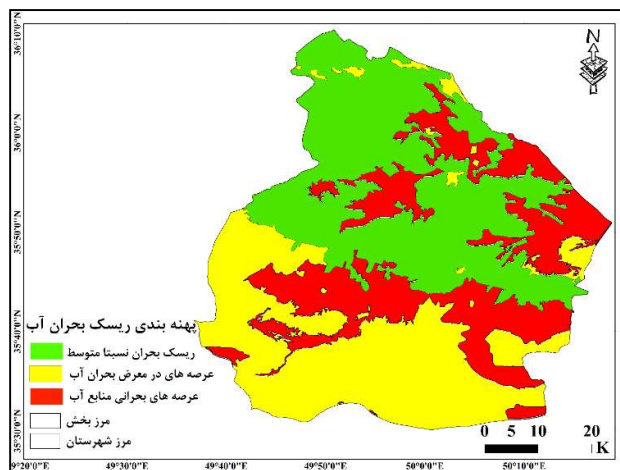 36°10'0"N
36°0'0"N
35°50'0"N
35°40'0"N
35°30'0"N
N
پهنه بندی ریسک بحران آب
ریسک بحران نسبتا متوسط
عرصه های در معرض بحران آب
عرصه های بحرانی منابع آب
مرز بخش
مرز شهرستان
0 5 10 20
K
49°20'0"E 49°30'0"E 49°40'0"E 49°50'0"E 50°0'0"E 50°10'0"E